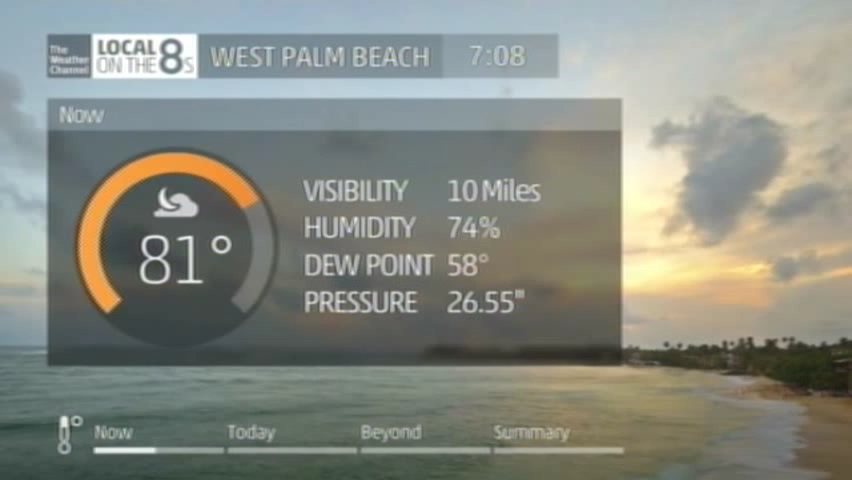 The Weather Channel
LOCAL ON THE 8s
WEST PALM BEACH
7:08
Now
81°
VISIBILITY 10 Miles
HUMIDITY 74%
DEW POINT 58°
PRESSURE 26.55"
Now Today Beyond Summary